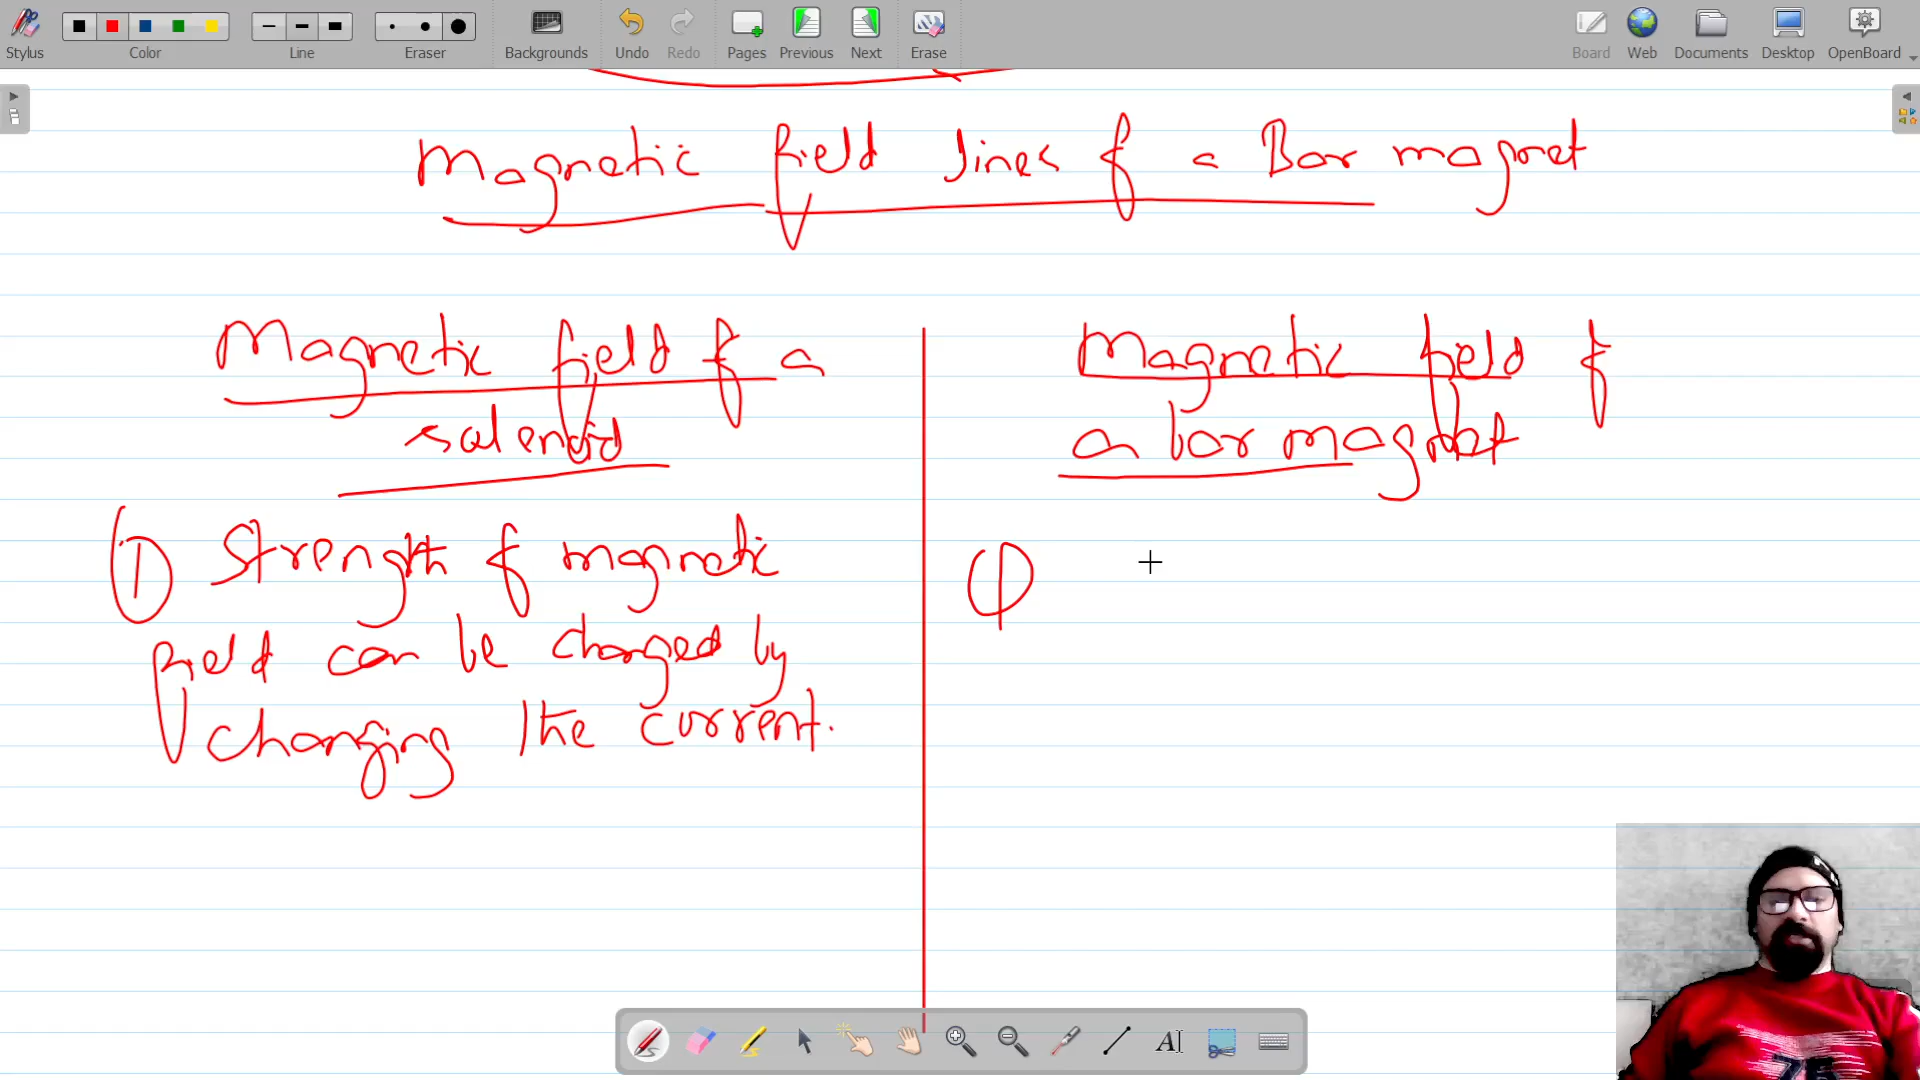 Stylus Color Line Eraser Backgrounds Undo Redo Pages Previous Next Erase Board Web Documents Desktop OpenBoard
Magnetic field lines of a Bar magnet
Magnetic field of a
solenoid
① Strength of magnetic
field can be changed by
changing the current.
Magnetic field of
a bar magnet
①